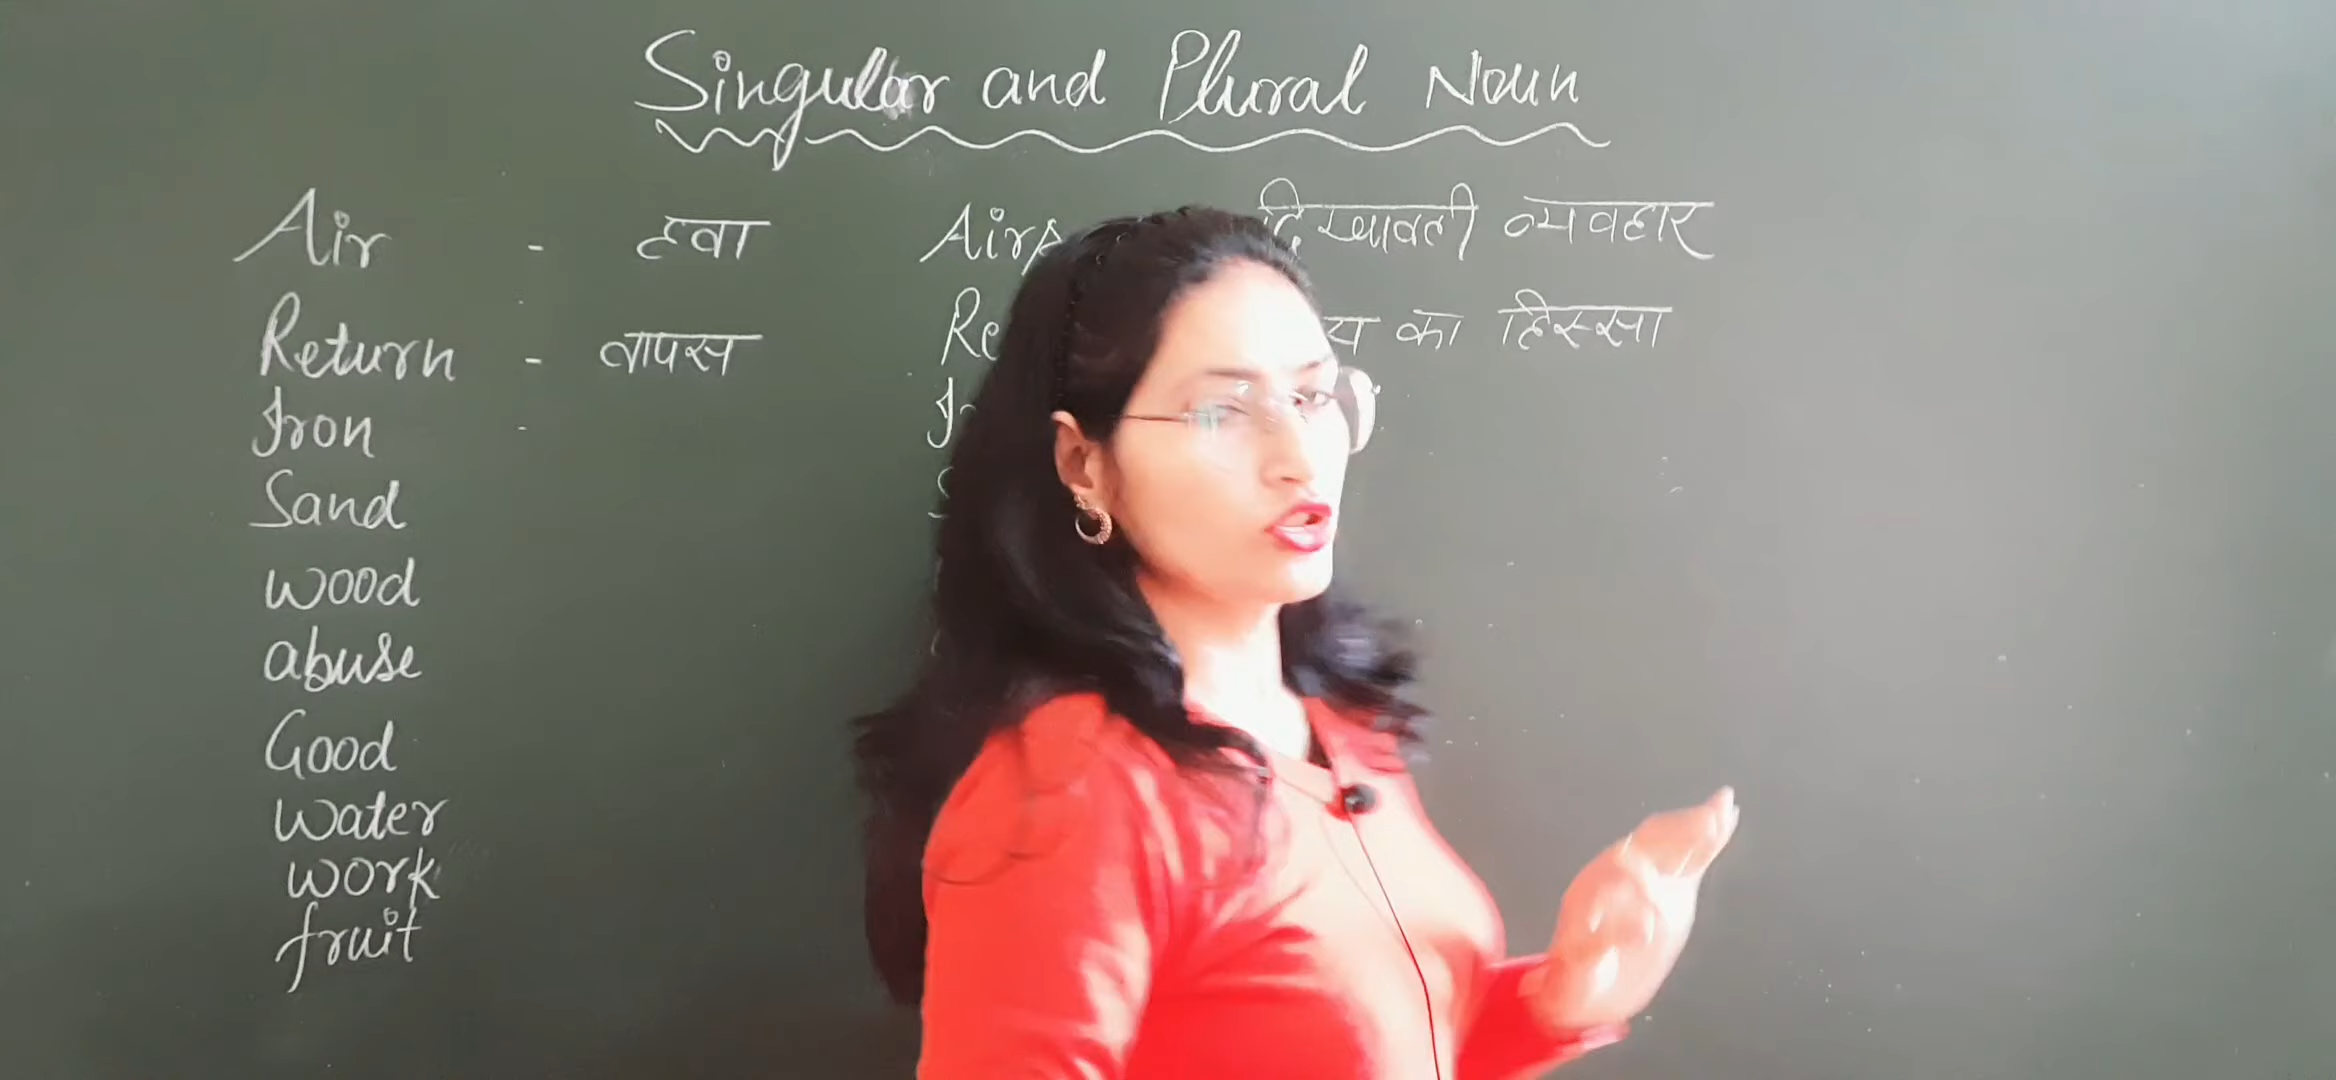 Singular and Plural Noun
Air - हवा Airs दिखावटी व्यवहार
Return - वापस का हिस्सा
Iron -
Sand
wood
abuse
Good
water
work
fruit